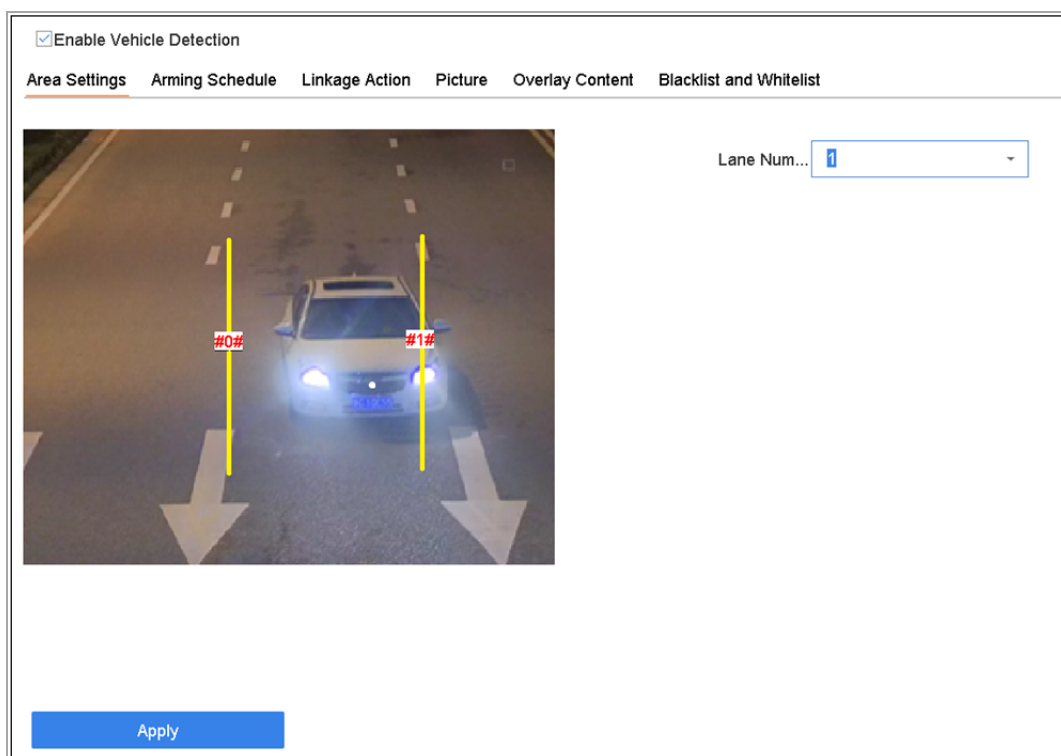 Enable Vehicle Detection
Area Settings Arming Schedule Linkage Action Picture Overlay Content Blacklist and Whitelist
Lane Num... 1
#0# #1#
Apply